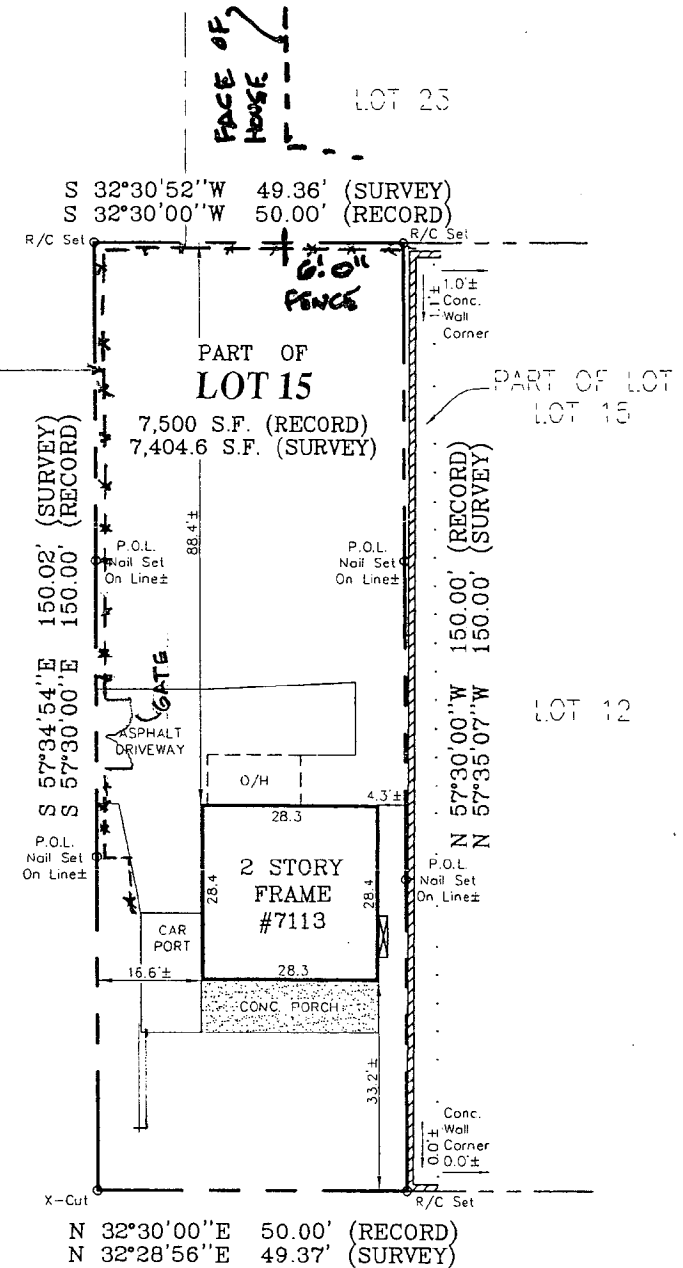 FACE OF
HOUSE
LOT 23
S 32°30'52''W 49.36' (SURVEY)
S 32°30'00''W 50.00' (RECORD)
R/C Set
R/C Set
6'.0"
FENCE
1.0'±
1.1'±
Conc.
Wall
Corner
PART OF
LOT 15
7,500 S.F. (RECORD)
7,404.6 S.F. (SURVEY)
PART OF LOT
LOT 15
S 57°34'54''E 150.02' (SURVEY)
S 57°30'00''E 150.00' (RECORD)
88.4'±
P.O.L.
Nail Set
On Line±
P.O.L.
Nail Set
On Line±
N 57°30'00''W 150.00' (RECORD)
N 57°35'07''W 150.00' (SURVEY)
LOT 12
GATE
ASPHALT
DRIVEWAY
O/H
4.3'±
28.3
P.O.L.
Nail Set
On Line±
28.4
2 STORY
FRAME
#7113
28.4
P.O.L.
Nail Set
On Line±
CAR
PORT
16.6'±
28.3
CONC. PORCH
33.2'±
Conc.
Wall
Corner
0.0'±
0.0'±
X-Cut
R/C Set
N 32°30'00''E 50.00' (RECORD)
N 32°28'56''E 49.37' (SURVEY)